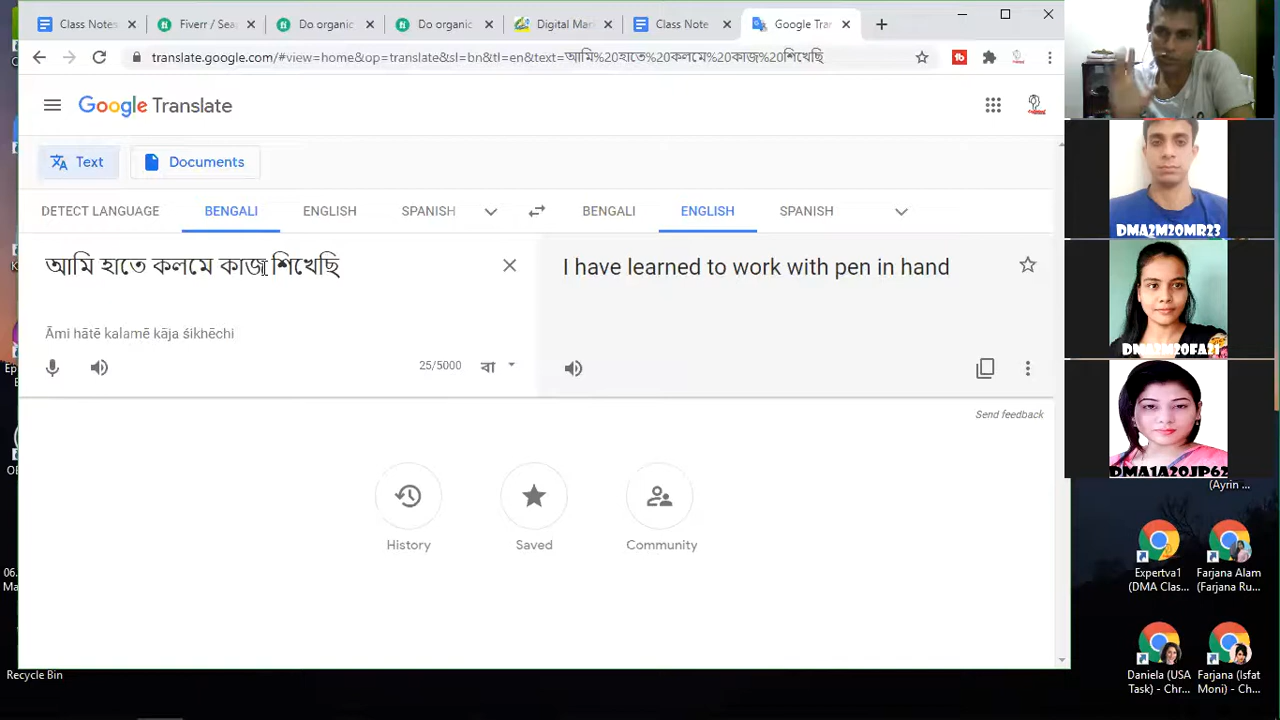 Class Notes
Fiverr / Sea
Do organic
Do organic
Digital Mar
Class Note
Google Tra
translate.google.com/#view=home&op=translate&sl=bn&tl=en&text=আমি%20হাতে%20কলমে%20কাজ%20শিখেছি
Google Translate
Text
Documents
DETECT LANGUAGE
BENGALI
ENGLISH
SPANISH
BENGALI
ENGLISH
SPANISH
আমি হাতে কলমে কাজ শিখেছি
I have learned to work with pen in hand
Āmi hātē kalamē kāja śikhēchi
25/5000
বা
Send feedback
History
Saved
Community
DMA2M20MR23
DMA2M20FA21
DMA1A20JP62
(Ayrin ...
Expertva1
(DMA Clas...
Farjana Alam
(Farjana Ru...
Daniela (USA
Task) - Chr...
Farjana (Isfat
Moni) - Ch...
06.
Ma
Recycle Bin